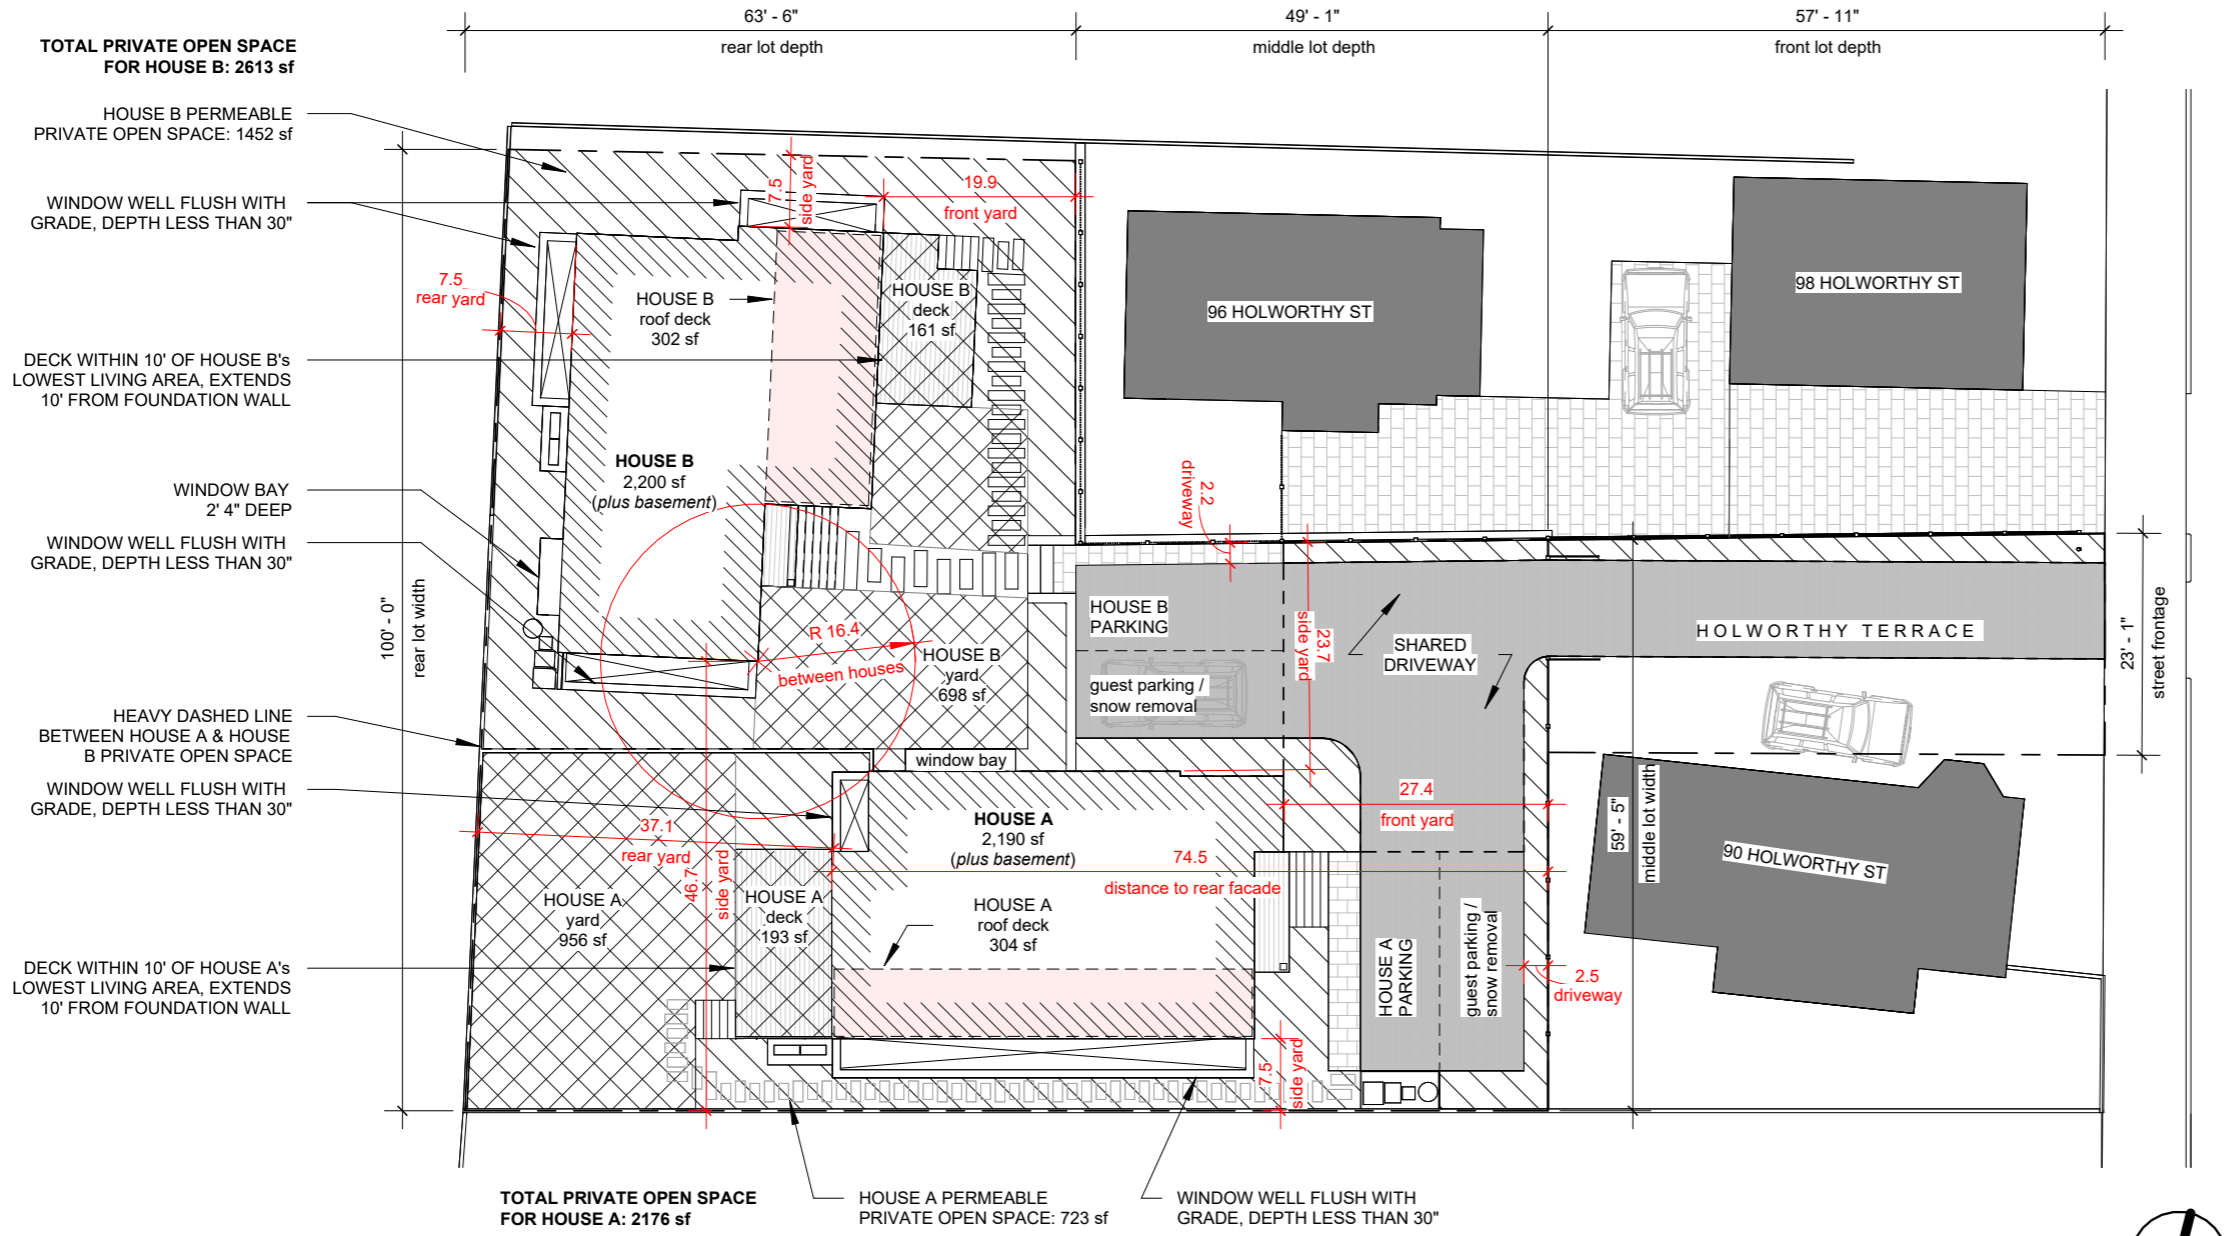 63' - 6"
49' - 1"
57' - 11"
rear lot depth
middle lot depth
front lot depth
TOTAL PRIVATE OPEN SPACE
FOR HOUSE B: 2613 sf
HOUSE B PERMEABLE
PRIVATE OPEN SPACE: 1452 sf
WINDOW WELL FLUSH WITH
GRADE, DEPTH LESS THAN 30"
7.5
rear yard
DECK WITHIN 10' OF HOUSE B's
LOWEST LIVING AREA, EXTENDS
10' FROM FOUNDATION WALL
WINDOW BAY
2' 4" DEEP
WINDOW WELL FLUSH WITH
GRADE, DEPTH LESS THAN 30"
100' - 0"
rear lot width
HEAVY DASHED LINE
BETWEEN HOUSE A & HOUSE
B PRIVATE OPEN SPACE
WINDOW WELL FLUSH WITH
GRADE, DEPTH LESS THAN 30"
DECK WITHIN 10' OF HOUSE A's
LOWEST LIVING AREA, EXTENDS
10' FROM FOUNDATION WALL
7.5
side yard
19.9
front yard
HOUSE B
roof deck
302 sf
HOUSE B
deck
161 sf
HOUSE B
2,200 sf
(plus basement)
R 16.4
between houses
HOUSE B
yard
698 sf
96 HOLWORTHY ST
98 HOLWORTHY ST
2.2
driveway
HOUSE B
PARKING
guest parking /
snow removal
23.7
side yard
SHARED
DRIVEWAY
HOLWORTHY TERRACE
23' - 1"
street frontage
window bay
37.1
rear yard
46.7
side yard
HOUSE A
2,190 sf
(plus basement)
74.5
distance to rear facade
27.4
front yard
59' - 5"
middle lot width
90 HOLWORTHY ST
HOUSE A
yard
956 sf
HOUSE A
deck
193 sf
HOUSE A
roof deck
304 sf
HOUSE A
PARKING
guest parking /
snow removal
2.5
driveway
7.5
side yard
TOTAL PRIVATE OPEN SPACE
FOR HOUSE A: 2176 sf
HOUSE A PERMEABLE
PRIVATE OPEN SPACE: 723 sf
WINDOW WELL FLUSH WITH
GRADE, DEPTH LESS THAN 30"